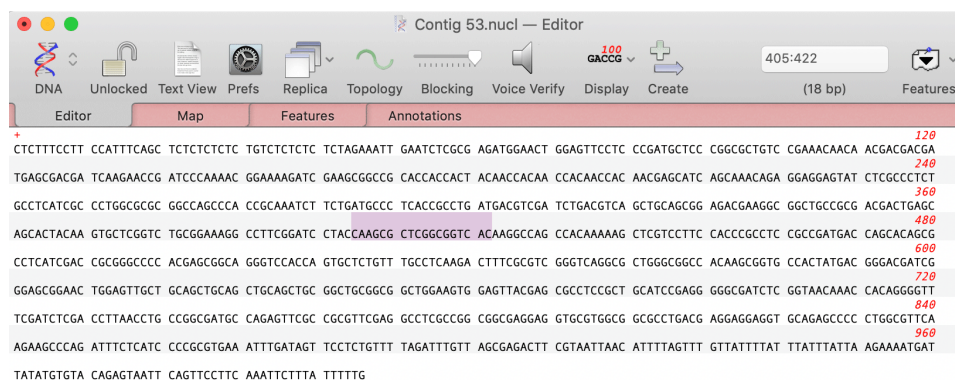 Contig 53.nucl — Editor
100
GACCG
405:422
DNA Unlocked Text View Prefs Replica Topology Blocking Voice Verify Display Create (18 bp) Features
Editor Map Features Annotations
+ 120
CTCTTTCCTT CCATTTCAGC TCTCTCTCTC TGTCTCTCTC TCTAGAAATT GAATCTCGCG AGATGGAACT GGAGTTCCTC CCGATGCTCC CGGCGCTGTC CGAAACAACA ACGACGACGA
240
TGAGCGACGA TCAAGAACCG ATCCCAAAAC GGAAAAGATC GAAGCGGCCG CACCACCACT ACAACCACAA CCACAACCAC AACGAGCATC AGCAAACAGA GGAGGAGTAT CTCGCCCTCT
360
GCCTCATCGC CCTGGCGCGC GGCCAGCCCA CCGCAAATCT TCTGATGCCC TCACCGCCTG ATGACGTCGA TCTGACGTCA GCTGCAGCGG AGACGAAGGC GGCTGCCGCG ACGACTGAGC
480
AGCACTACAA GTGCTCGGTC TGCGGAAAGG CCTTCGGATC CTACCAAGCG CTCGGCGGTC ACAAGGCCAG CCACAAAAAG CTCGTCCTTC CACCCGCCTC CGCCGATGAC CAGCACAGCG
600
CCTCATCGAC CGCGGGCCCC ACGAGCGACA GGGTCCACCA GTGCTCTGTT TGCCTCAAGA CTTTCGCGTC GGGTCAGGCG CTGGGCGGCC ACAAGCGGTG CCACTATGAC GGGACGATCG
720
GGAGCGGAAC TGGAGTTGCT GCAGCTGCAG CTGCAGCTGC GGCTGCGGCG GCTGGAAGTG GAGTTACGAG CGCCTCCGCT GCATCCGAGG GGGCGATCTC GGTAACAAAC CACAGGGGTT
840
TCGATCTCGA CCTTAACCTG CCGGCGATGC CAGAGTTCGC CGCGTTCGAG GCCTCGCCGG CGGCGAGGAG GTGCGTGGCG GCGCCTGACG AGGAGGAGGT GCAGAGCCCC CTGGCGTTCA
960
AGAAGCCCAG ATTTCTCATC CCCGCGTGAA ATTTGATAGT TCCTCTGTTT TAGATTTGTT AGCGAGACTT CGTAATTAAC ATTTTAGTTT GTTATTTTAT TTATTTATTA AGAAAATGAT
TATATGTGTA CAGAGTAATT CAGTTCCTTC AAATTCTTTA TTTTTG